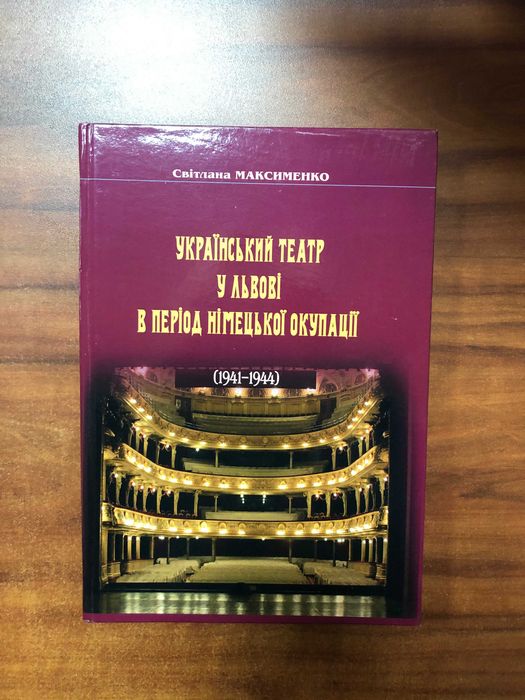 Світлана МАКСИМЕНКО
УКРАЇНСЬКИЙ ТЕАТР
У ЛЬВОВІ
В ПЕРІОД НІМЕЦЬКОЇ ОКУПАЦІЇ
(1941–1944)